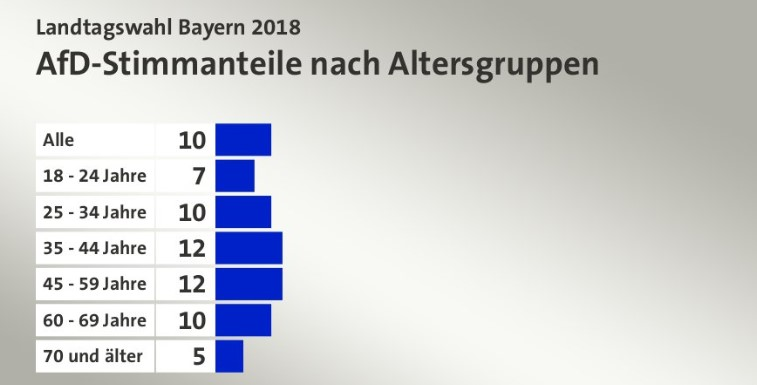 Landtagswahl Bayern 2018
AfD-Stimmanteile nach Altersgruppen
Alle 10
18 - 24 Jahre 7
25 - 34 Jahre 10
35 - 44 Jahre 12
45 - 59 Jahre 12
60 - 69 Jahre 10
70 und älter 5